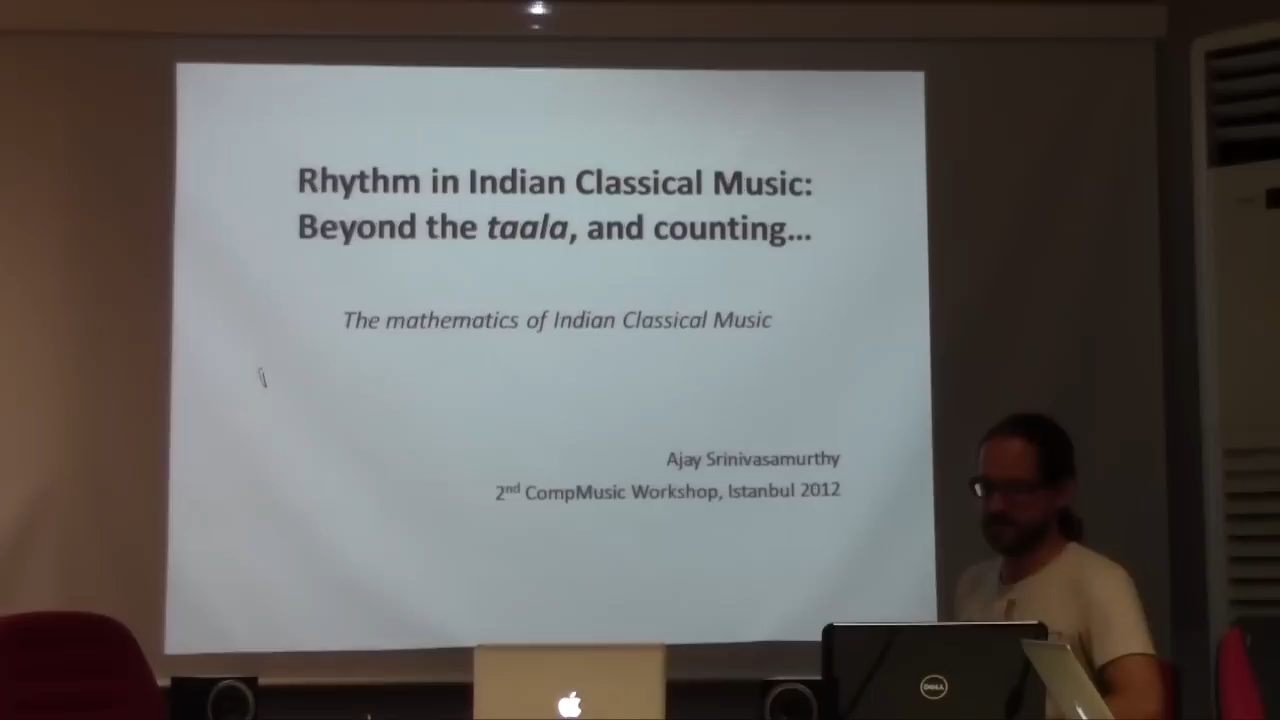 Rhythm in Indian Classical Music:
Beyond the taala, and counting...
The mathematics of Indian Classical Music
Ajay Srinivasamurthy
2nd CompMusic Workshop, Istanbul 2012
DELL